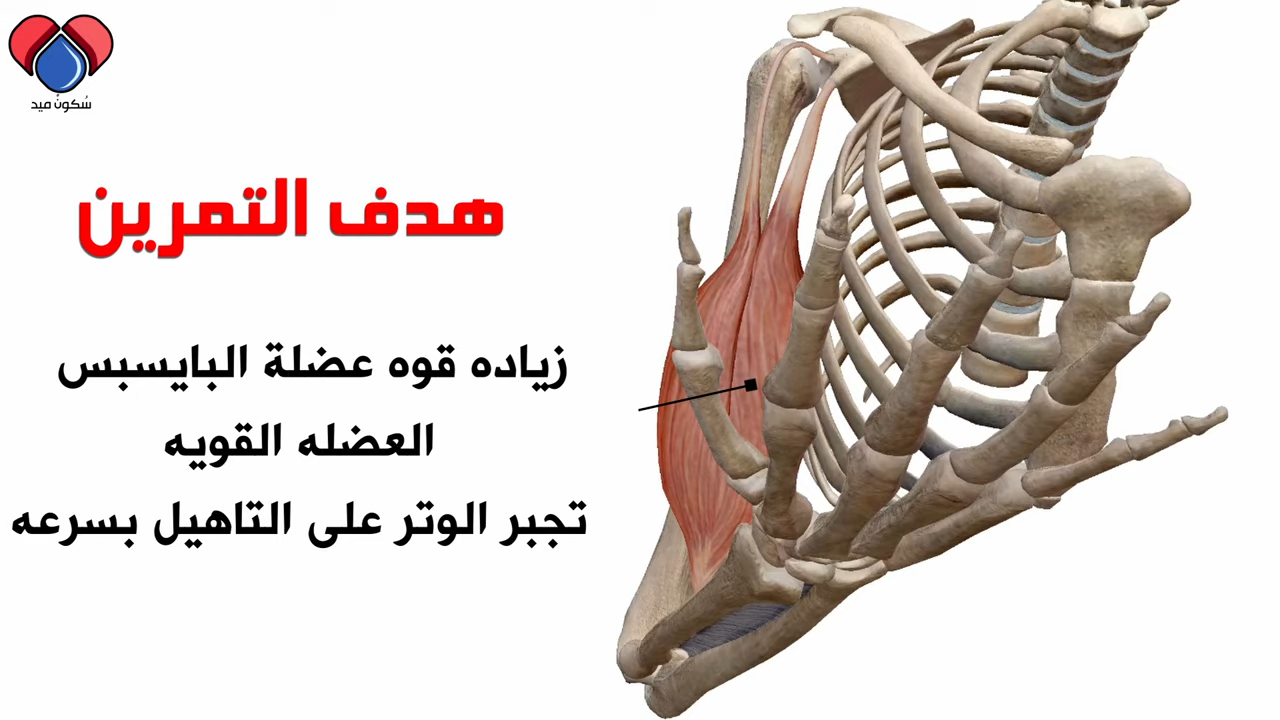 سُكون ميد
هدف التمرين
زياده قوه عضلة البايسبس
العضله القويه
تجبر الوتر على التاهيل بسرعه